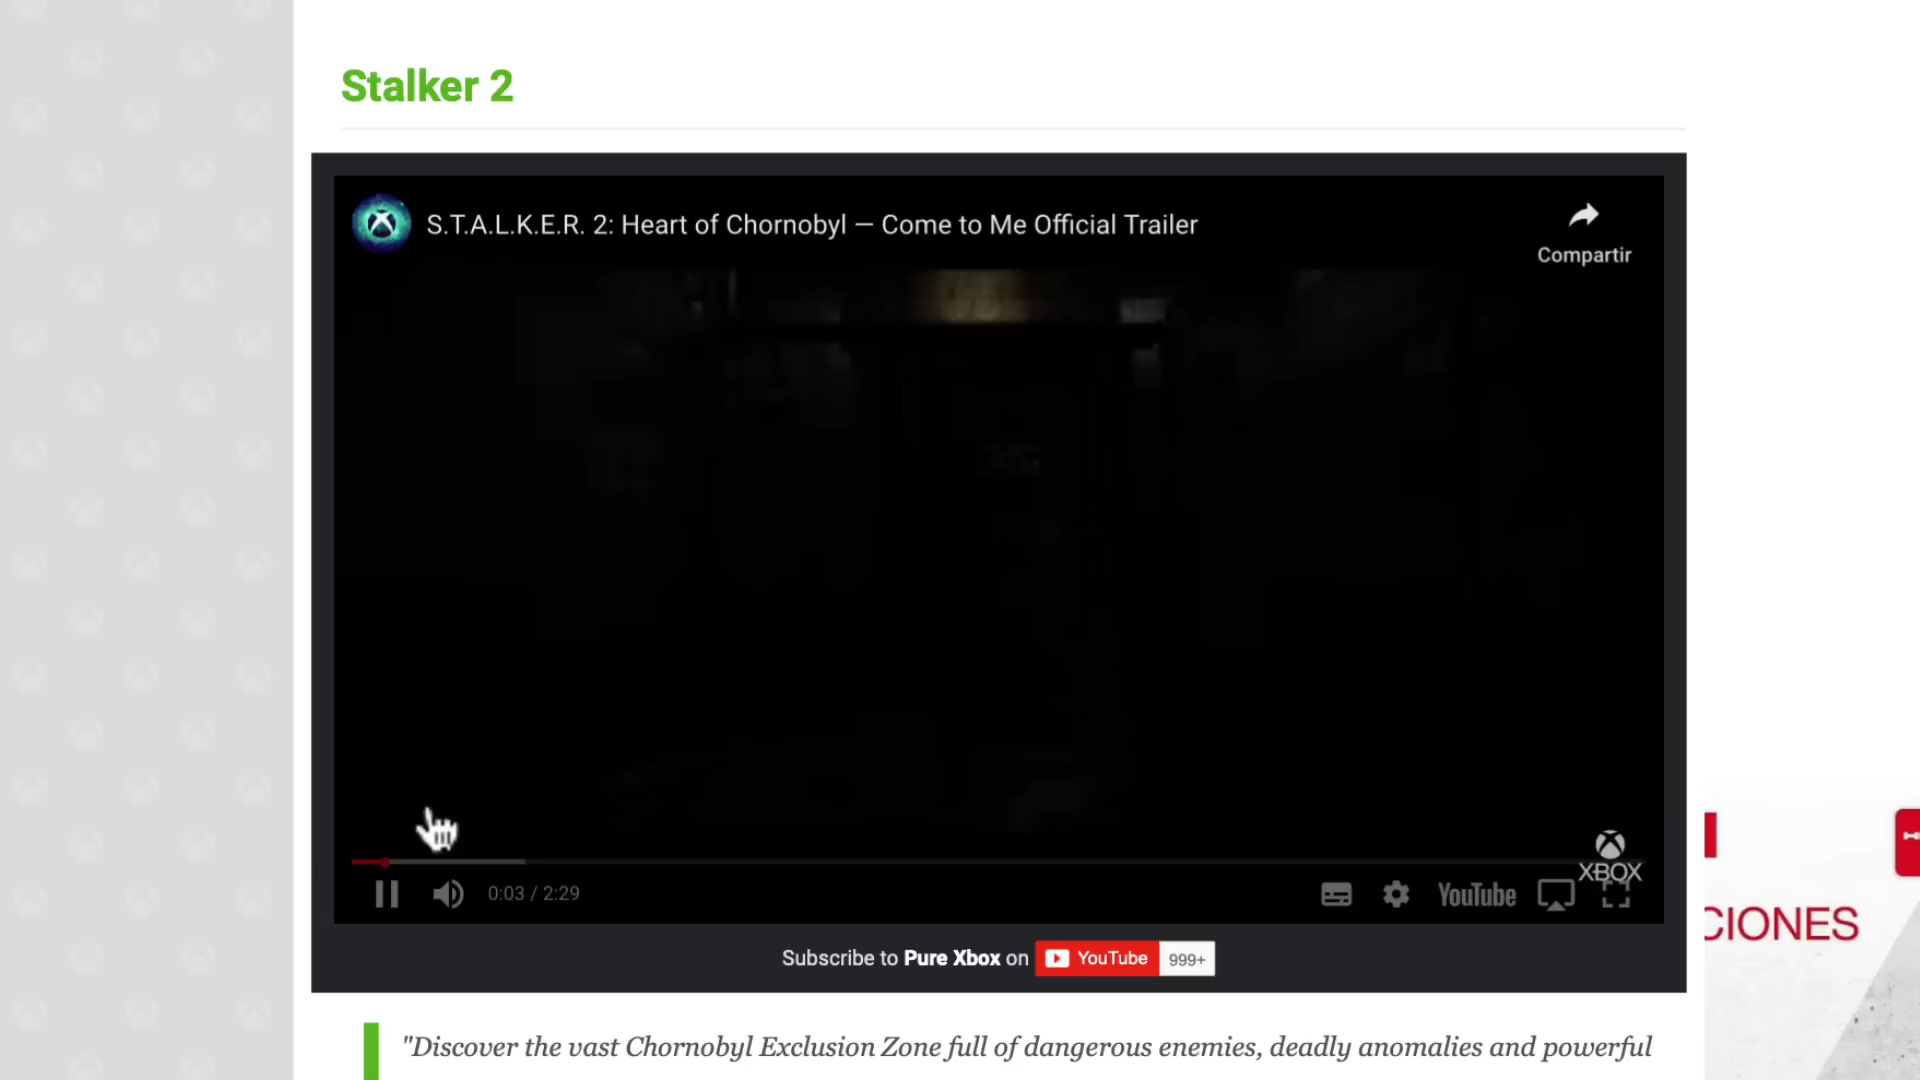 Stalker 2
S.T.A.L.K.E.R. 2: Heart of Chornobyl — Come to Me Official Trailer
Compartir
XBOX
0:03 / 2:29
YouTube
Subscribe to Pure Xbox on YouTube 999+
CIONES
"Discover the vast Chornobyl Exclusion Zone full of dangerous enemies, deadly anomalies and powerful